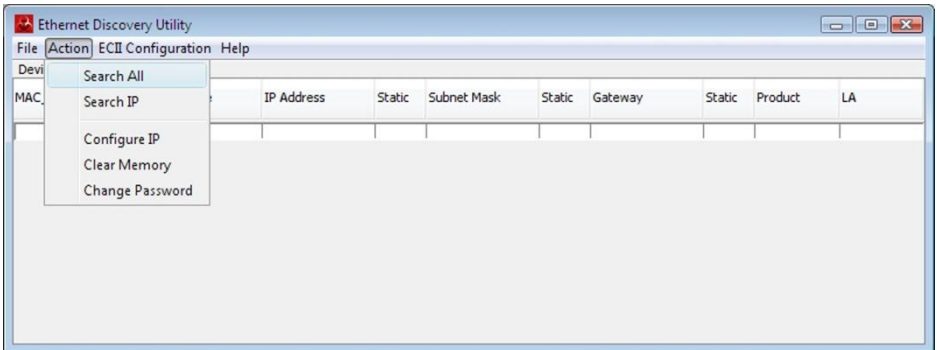 Ethernet Discovery Utility
File Action ECII Configuration Help
Devi
Search All
MAC_ IP Address Static Subnet Mask Static Gateway Static Product LA
Search IP
Configure IP
Clear Memory
Change Password